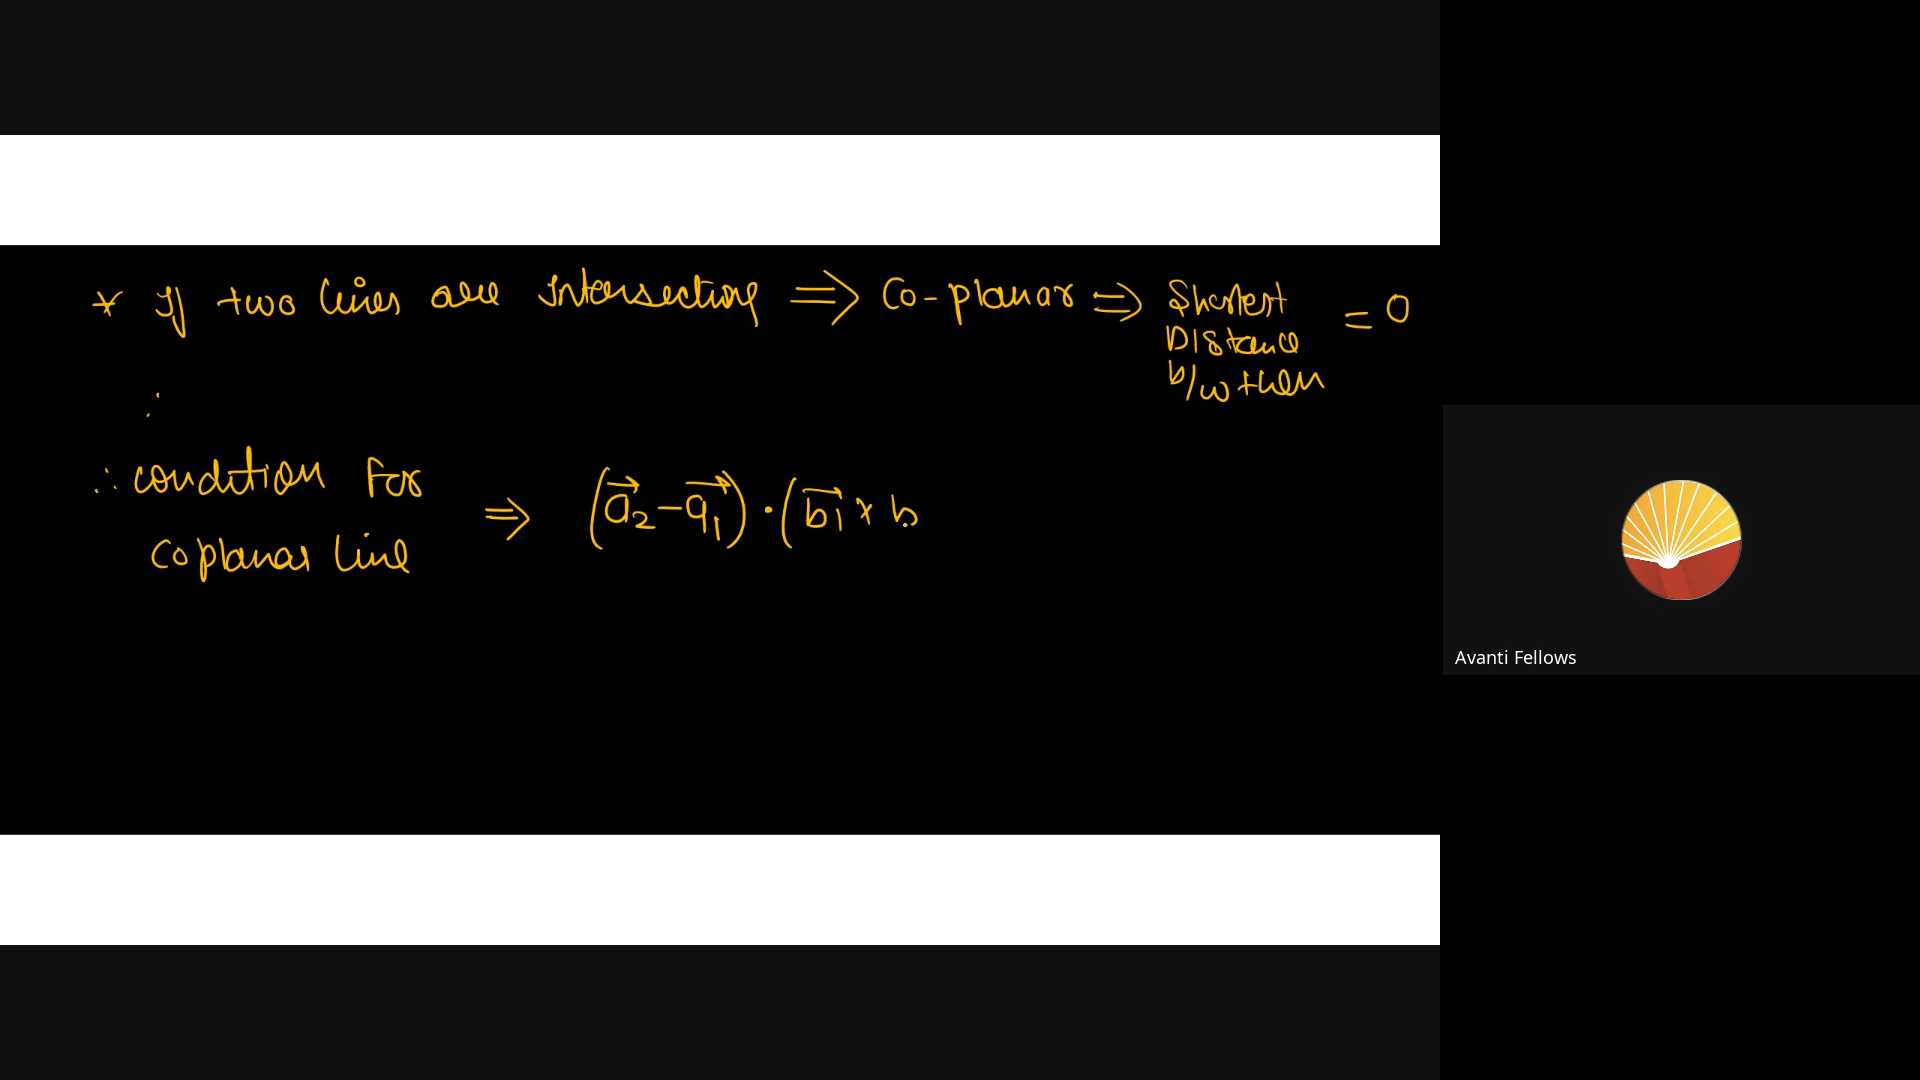 * If two lines are intersecting ⇒ Co-planar ⇒ Shortest Distance b/w them = 0
∴ condition for coplanar line ⇒ (a₂⃗ - a₁⃗) · (b₁⃗ × b
Avanti Fellows